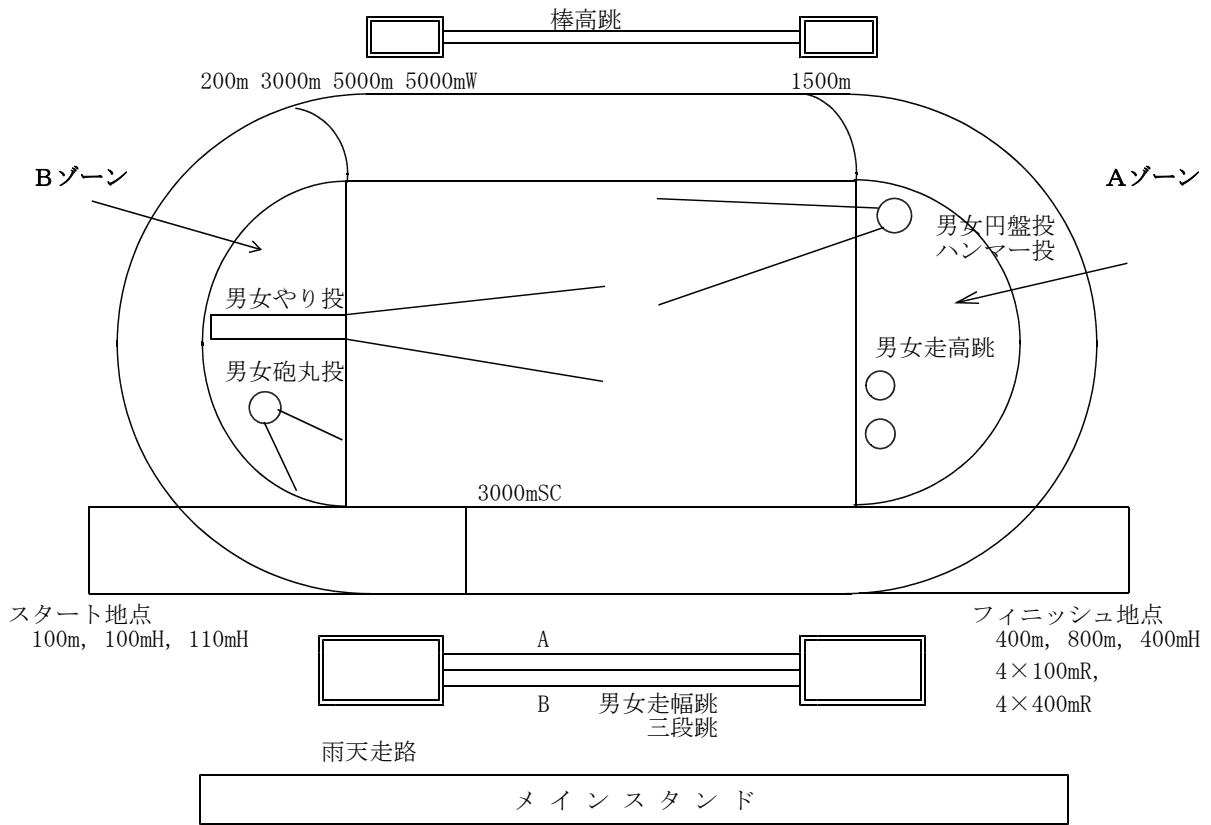 棒高跳
200m 3000m 5000m 5000mW
1500m
Bゾーン
Aゾーン
男女円盤投
ハンマー投
男女やり投
男女走高跳
男女砲丸投
3000mSC
スタート地点
100m, 100mH, 110mH
フィニッシュ地点
400m, 800m, 400mH
4×100mR,
4×400mR
A
B 男女走幅跳
三段跳
雨天走路
メインスタンド